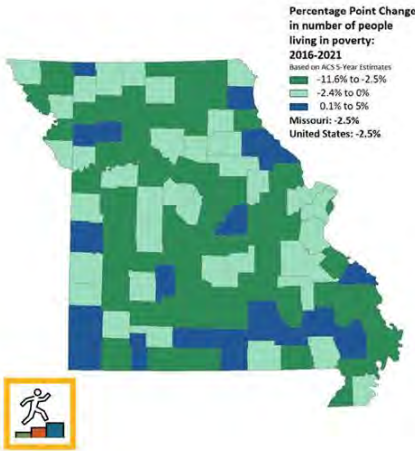 Percentage Point Change
in number of people
living in poverty:
2016-2021
Based on ACS 5-Year Estimates
-11.6% to -2.5%
-2.4% to 0%
0.1% to 5%
Missouri: -2.5%
United States: -2.5%